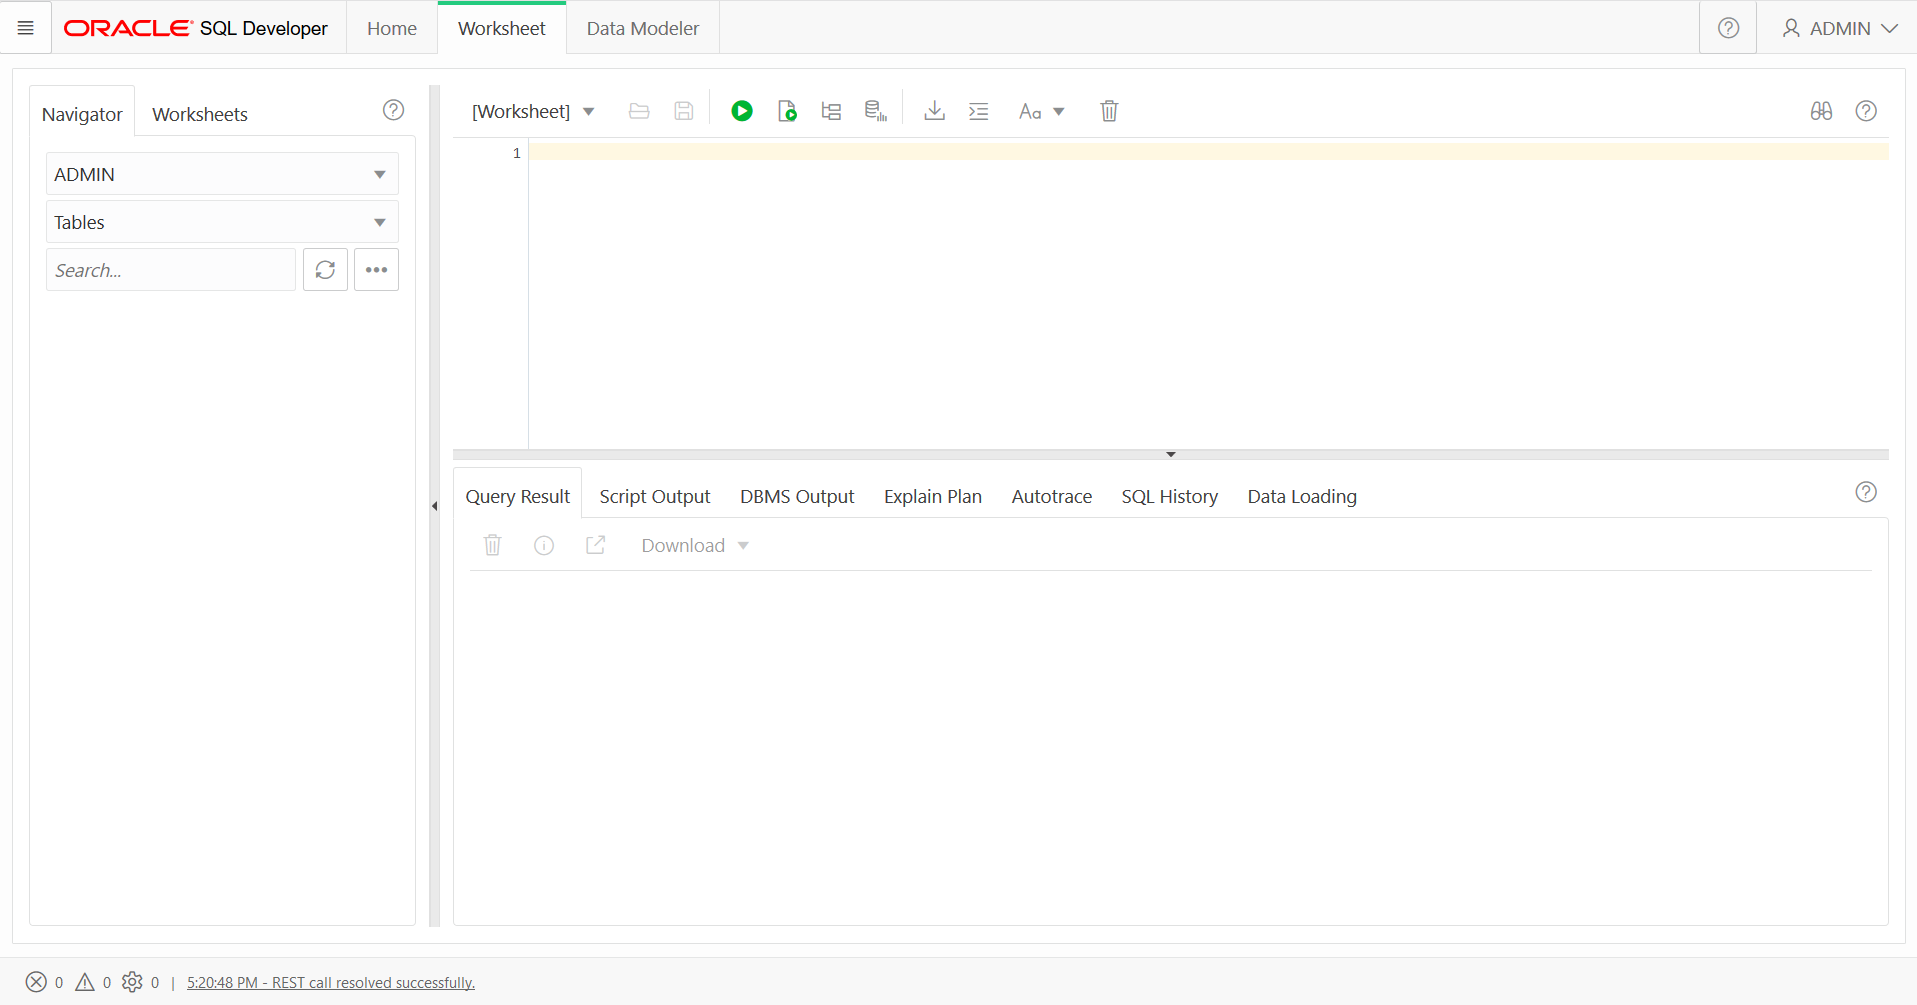 ORACLE SQL Developer Home Worksheet Data Modeler ADMIN
Navigator Worksheets
ADMIN
Tables
Search...
[Worksheet] Aa
1
Query Result Script Output DBMS Output Explain Plan Autotrace SQL History Data Loading
Download
0 0 0 | 5:20:48 PM - REST call resolved successfully.